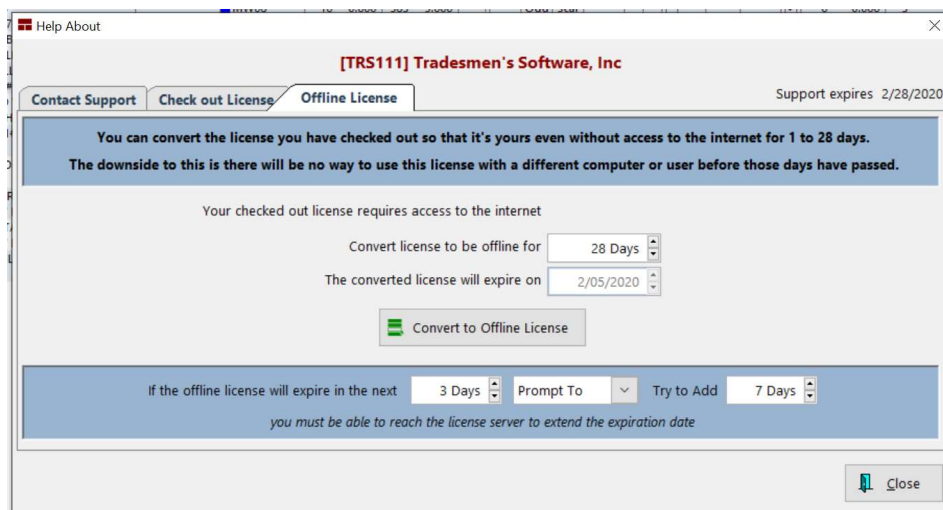 Help About
[TRS111] Tradesmen's Software, Inc
Contact Support Check out License Offline License Support expires 2/28/2020
You can convert the license you have checked out so that it's yours even without access to the internet for 1 to 28 days.
The downside to this is there will be no way to use this license with a different computer or user before those days have passed.
Your checked out license requires access to the internet
Convert license to be offline for 28 Days
The converted license will expire on 2/05/2020
Convert to Offline License
If the offline license will expire in the next 3 Days Prompt To Try to Add 7 Days
you must be able to reach the license server to extend the expiration date
Close